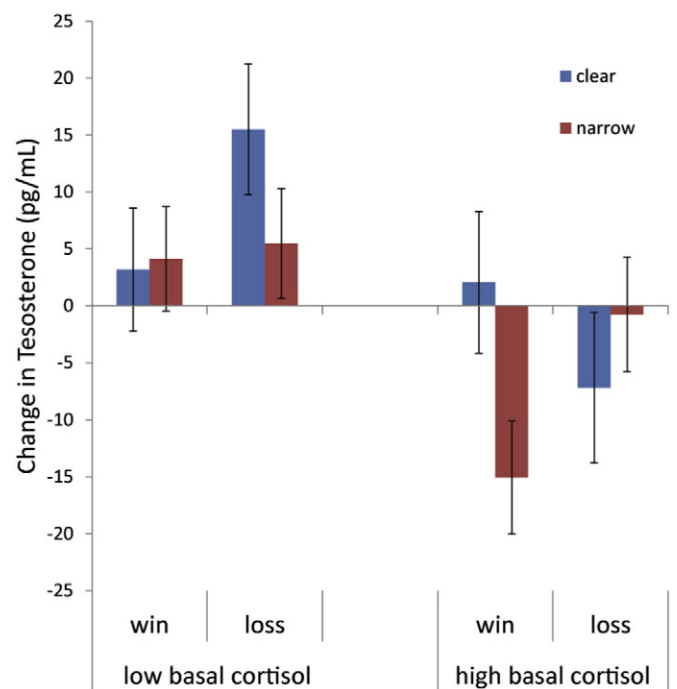 Change in Tesosterone (pg/mL)
25
20
15
10
5
0
-5
-10
-15
-20
-25
clear
narrow
win loss win loss
low basal cortisol high basal cortisol